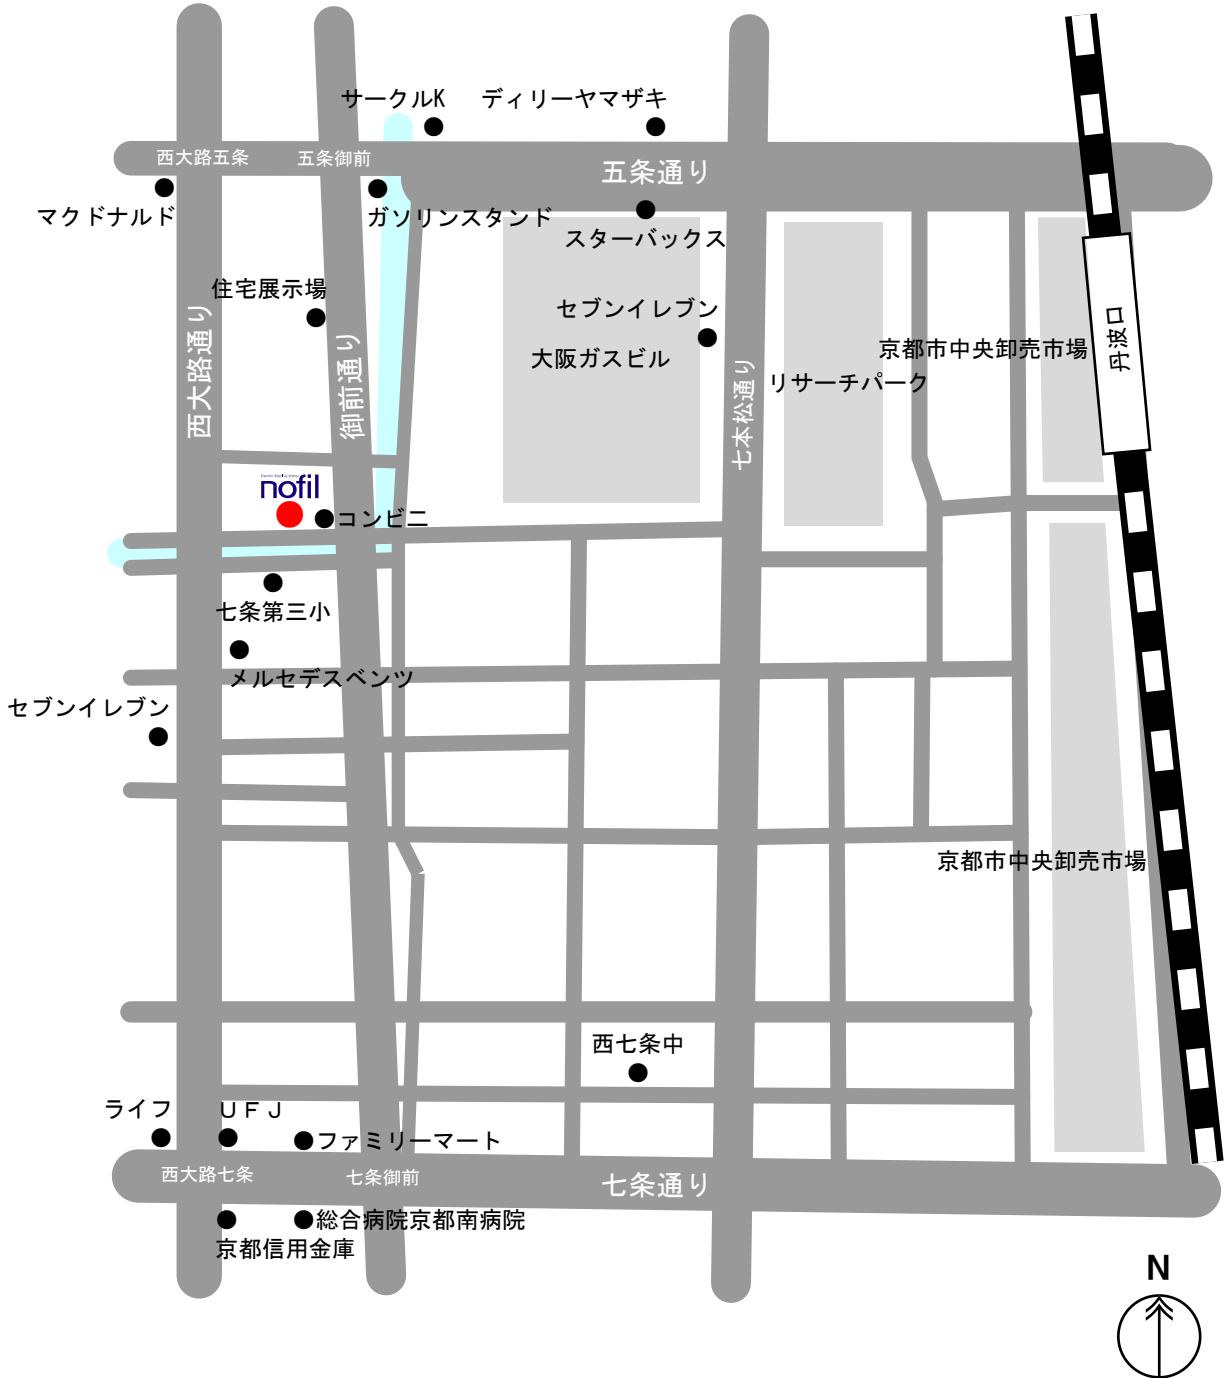 サークルK
ディリーヤマザキ
西大路五条
五条御前
五条通り
マクドナルド
ガソリンスタンド
スターバックス
住宅展示場
セブンイレブン
大阪ガスビル
京都市中央卸売市場
丹波口
リサーチパーク
西大路通り
御前通り
七本松通り
nofil
コンビニ
七条第三小
メルセデスベンツ
セブンイレブン
京都市中央卸売市場
西七条中
ライフ
ＵＦＪ
ファミリーマート
西大路七条
七条御前
七条通り
総合病院京都南病院
京都信用金庫
N